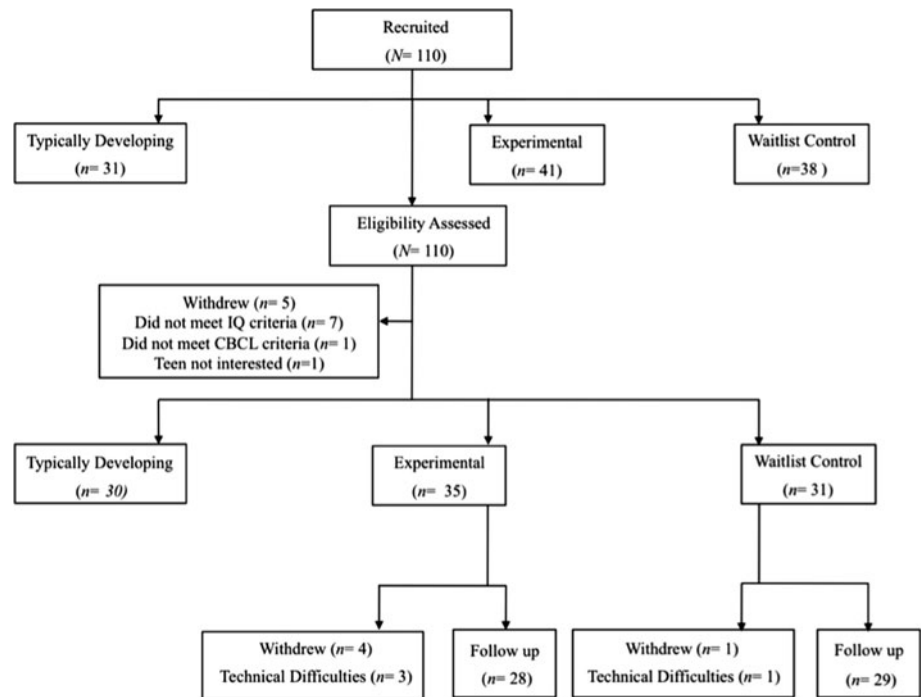 Recruited
(N= 110)
Typically Developing
(n= 31)
Experimental
(n= 41)
Waitlist Control
(n=38 )
Eligibility Assessed
(N= 110)
Withdrew (n= 5)
Did not meet IQ criteria (n= 7)
Did not meet CBCL criteria (n= 1)
Teen not interested (n=1)
Typically Developing
(n= 30)
Experimental
(n= 35)
Waitlist Control
(n= 31)
Withdrew (n= 4)
Technical Difficulties (n= 3)
Follow up
(n= 28)
Withdrew (n= 1)
Technical Difficulties (n= 1)
Follow up
(n= 29)